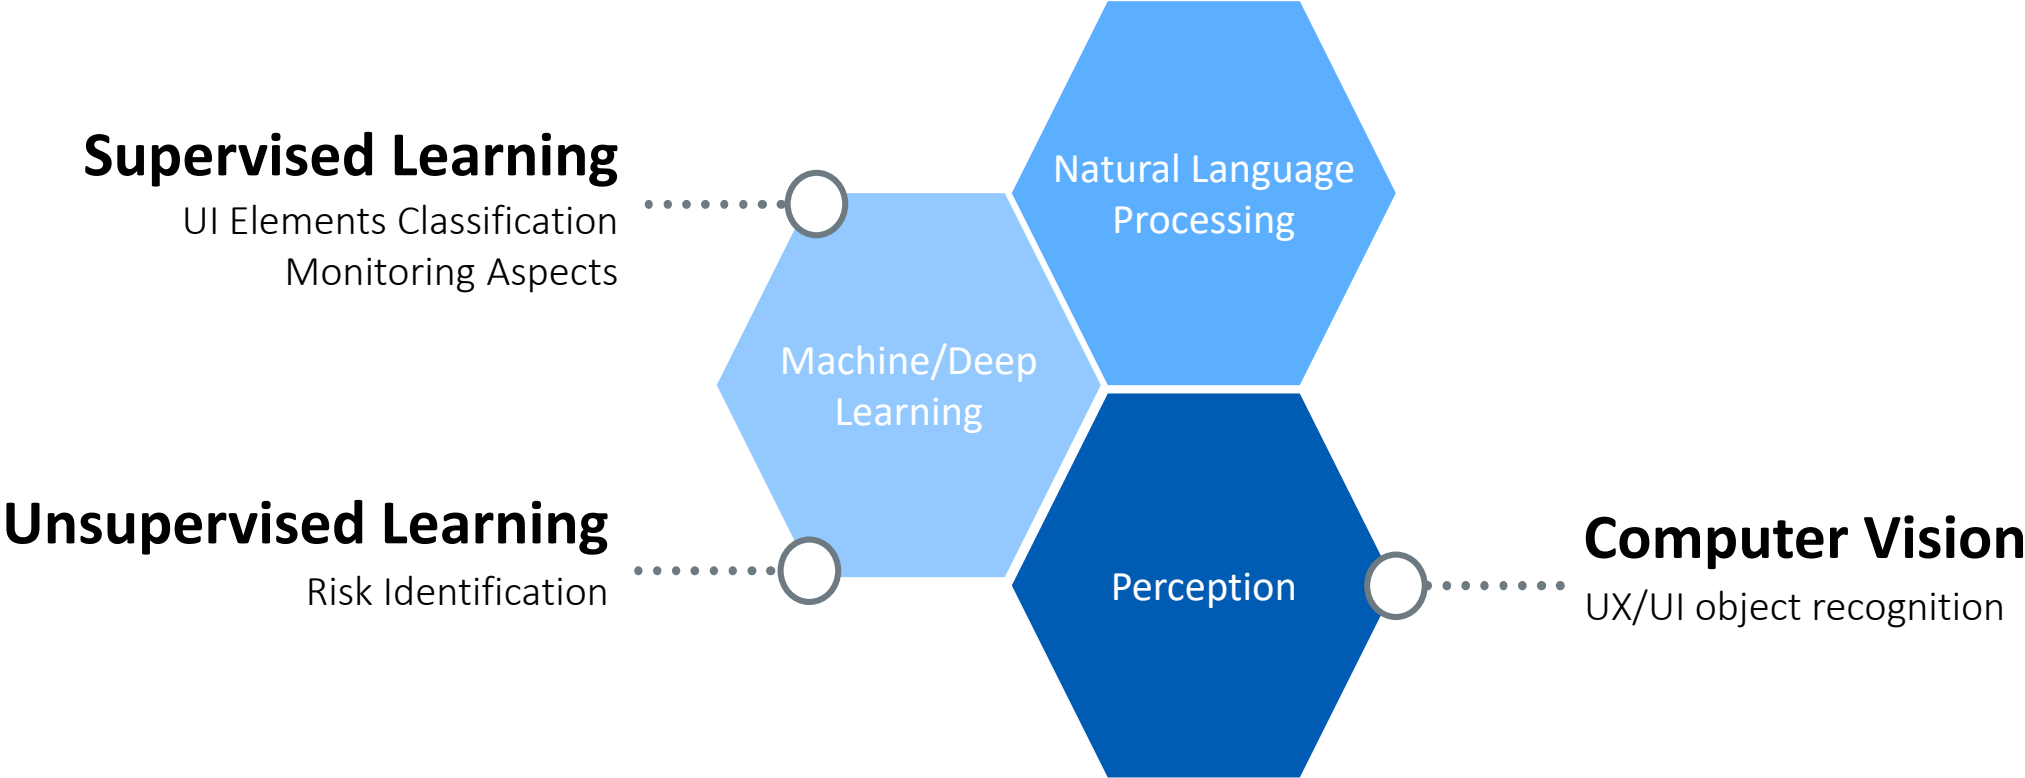 Natural Language
Processing
Supervised Learning
UI Elements Classification
Monitoring Aspects
Machine/Deep
Learning
Unsupervised Learning
Risk Identification
Perception
Computer Vision
UX/UI object recognition